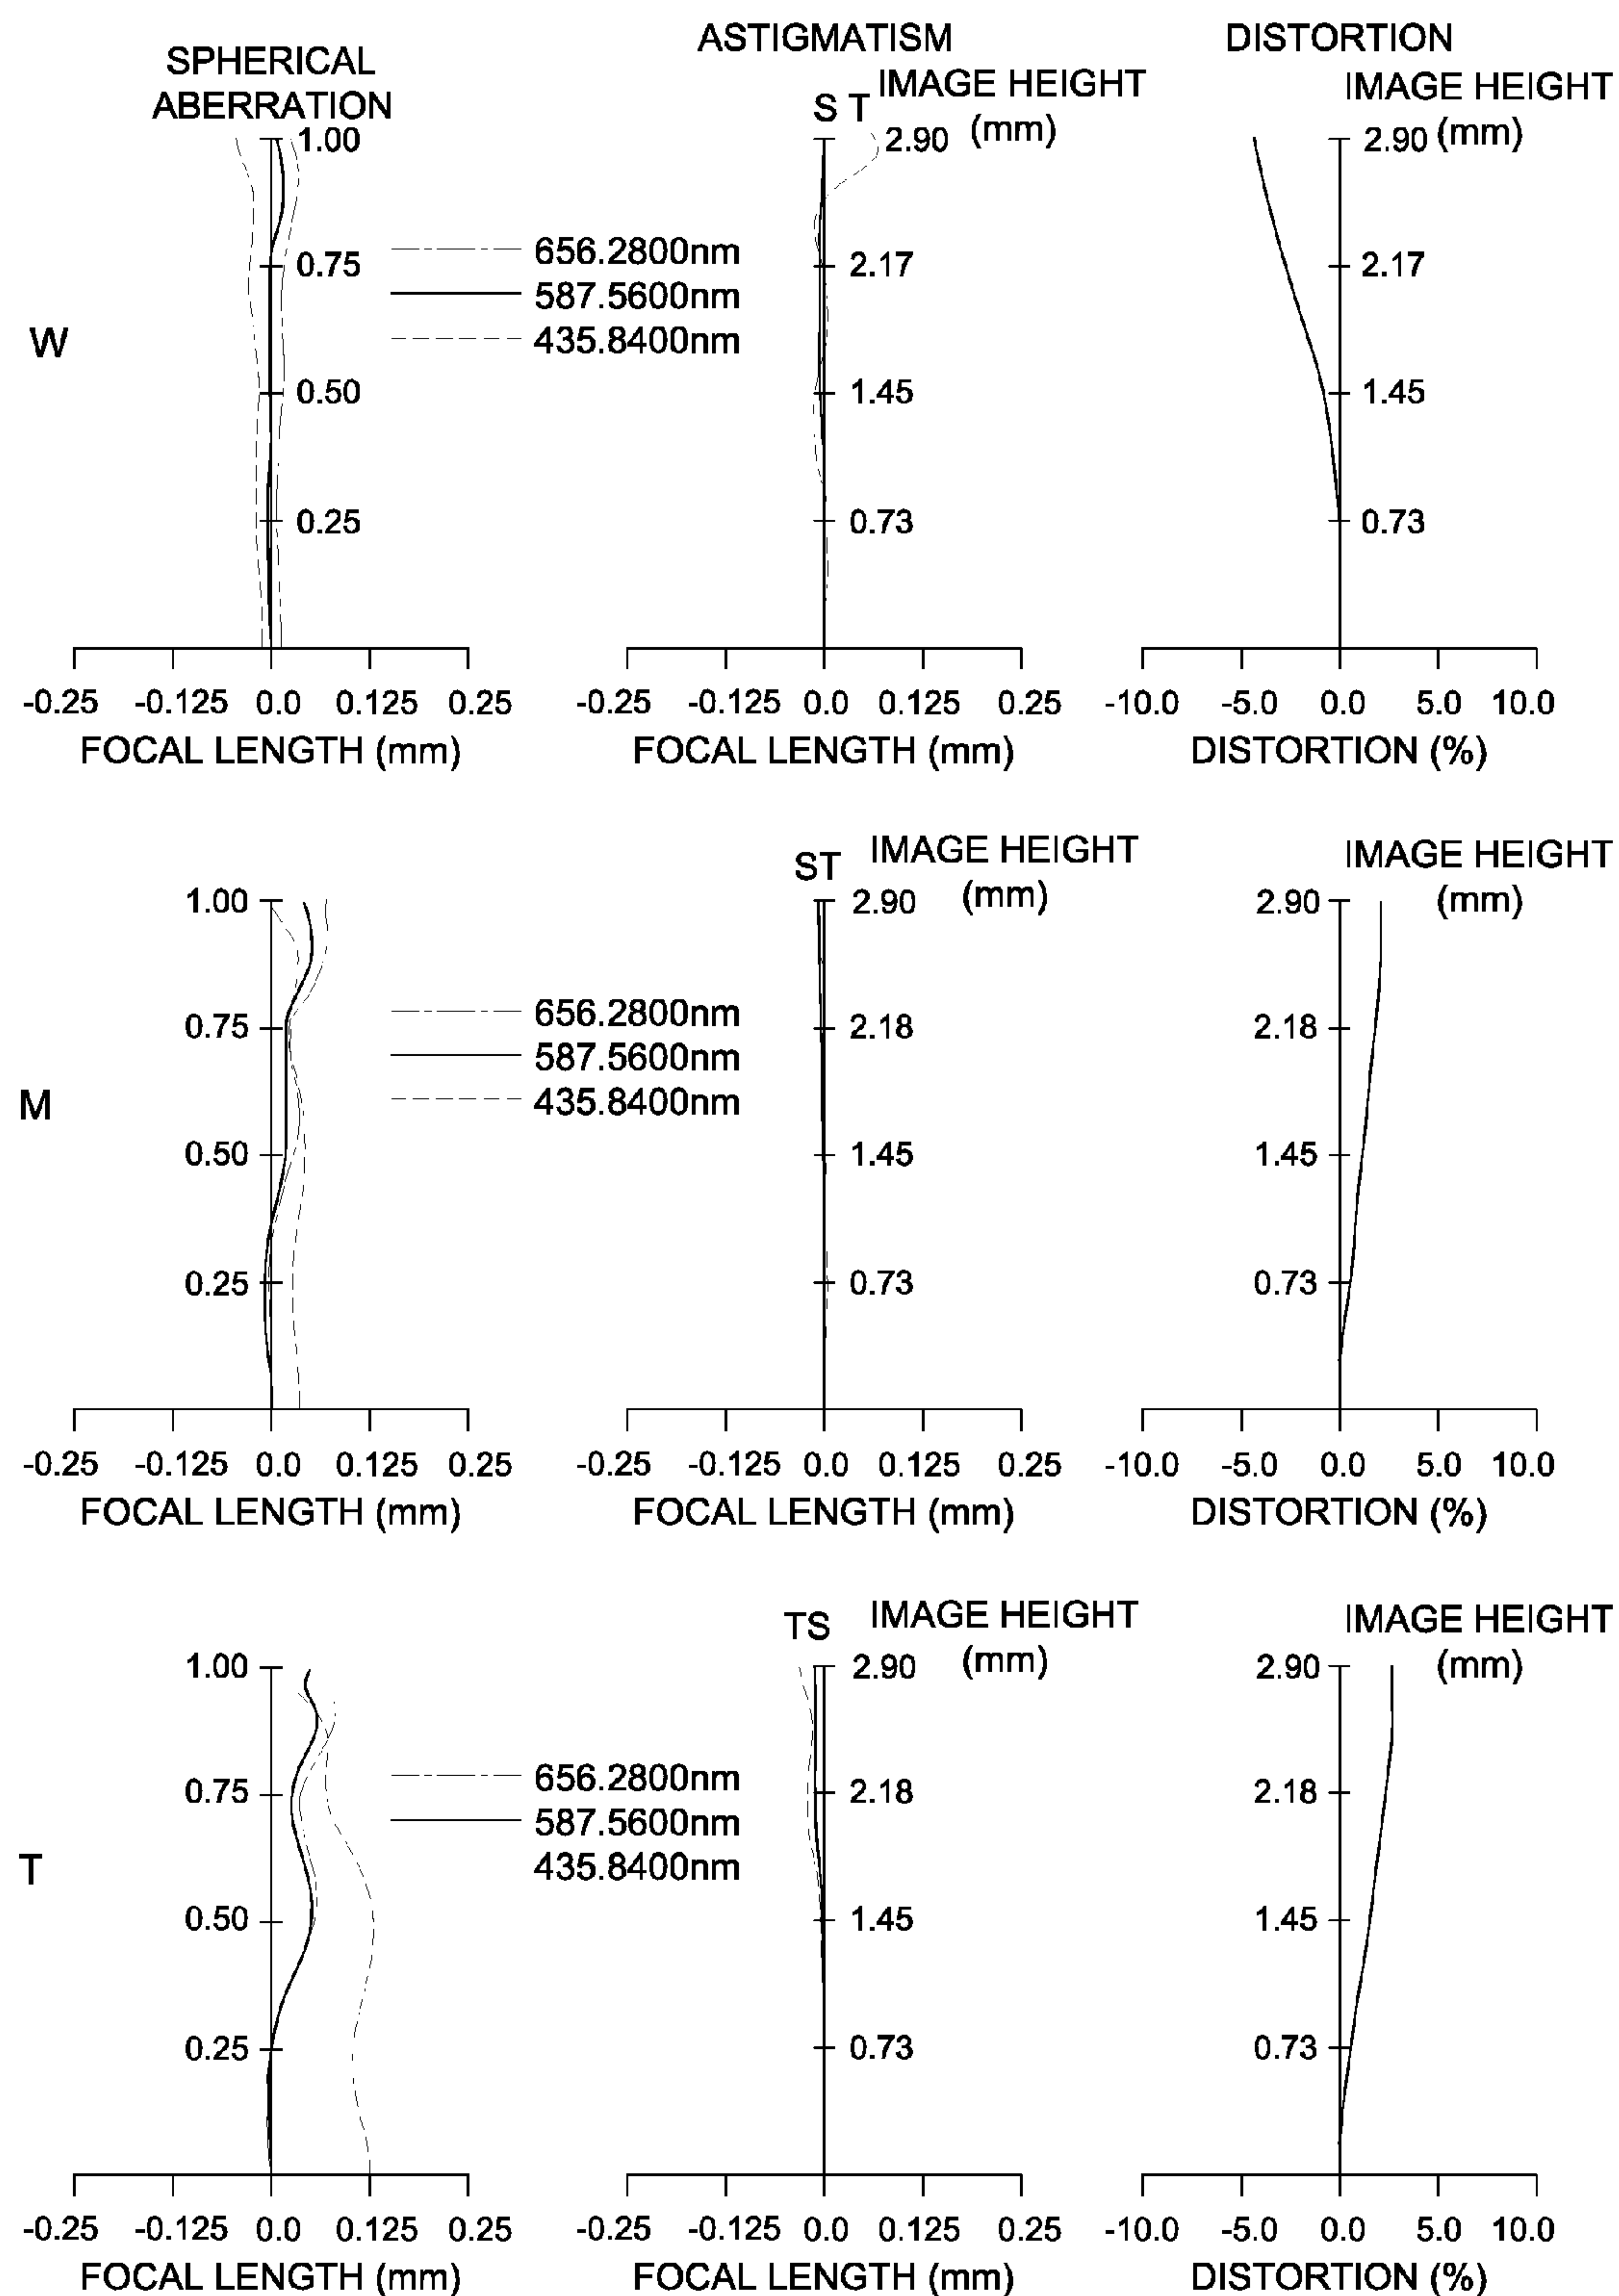 SPHERICAL
ABERRATION
1.00
0.75
0.50
0.25
656.2800nm
587.5600nm
435.8400nm
W
-0.25 -0.125 0.0 0.125 0.25
FOCAL LENGTH (mm)
ASTIGMATISM
S T
IMAGE HEIGHT
(mm)
2.90
2.17
1.45
0.73
-0.25 -0.125 0.0 0.125 0.25
FOCAL LENGTH (mm)
DISTORTION
IMAGE HEIGHT
(mm)
2.90
2.17
1.45
0.73
-10.0 -5.0 0.0 5.0 10.0
DISTORTION (%)
M
1.00
0.75
0.50
0.25
656.2800nm
587.5600nm
435.8400nm
-0.25 -0.125 0.0 0.125 0.25
FOCAL LENGTH (mm)
ST
IMAGE HEIGHT
(mm)
2.90
2.18
1.45
0.73
-0.25 -0.125 0.0 0.125 0.25
FOCAL LENGTH (mm)
IMAGE HEIGHT
(mm)
2.90
2.18
1.45
0.73
-10.0 -5.0 0.0 5.0 10.0
DISTORTION (%)
T
1.00
0.75
0.50
0.25
656.2800nm
587.5600nm
435.8400nm
-0.25 -0.125 0.0 0.125 0.25
FOCAL LENGTH (mm)
TS
IMAGE HEIGHT
(mm)
2.90
2.18
1.45
0.73
-0.25 -0.125 0.0 0.125 0.25
FOCAL LENGTH (mm)
IMAGE HEIGHT
(mm)
2.90
2.18
1.45
0.73
-10.0 -5.0 0.0 5.0 10.0
DISTORTION (%)